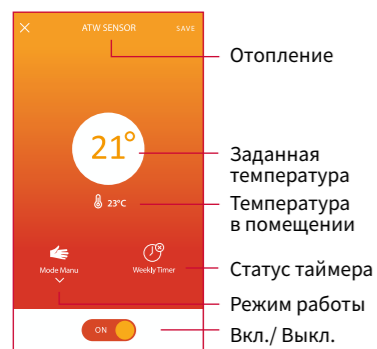 ATW SENSOR
SAVE
Отопление
21°
Заданная
температура
23°C
Температура
в помещении
Mode Manu
Weekly Timer
Статус таймера
Режим работы
ON
Вкл./ Выкл.